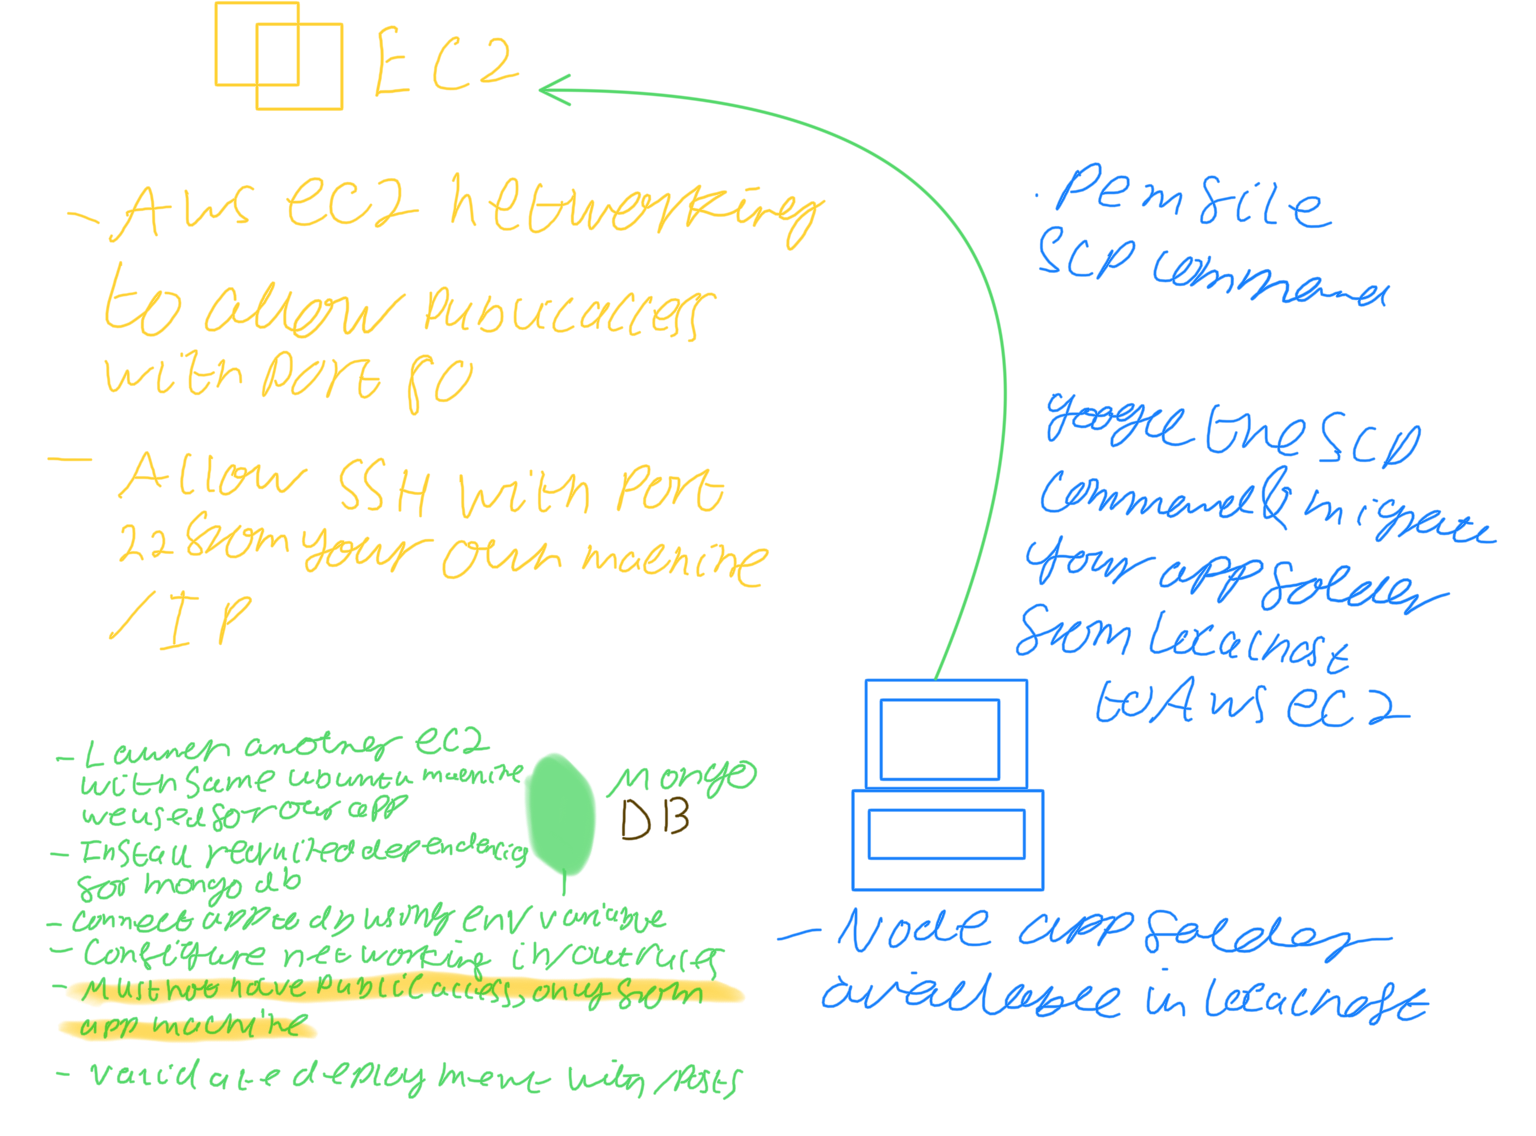 EC2
- Aws ec2 networking
to allow public access
with port 80
- Allow SSH with port
22 from your own machine
/IP
.pem file
SCP command
google the SCP
command & migrate
your app folder
from localhost
to Aws ec2
- Launch another ec2
with same ubuntu machine
we used for our app
- Install recruited dependencies
for mongo db
- connect app to db using env variable
- Configure networking in/out rules
- Must not have public access, only from
app machine
- validate deployment with /posts
Mongo
DB
- Node app folder
available in localhost